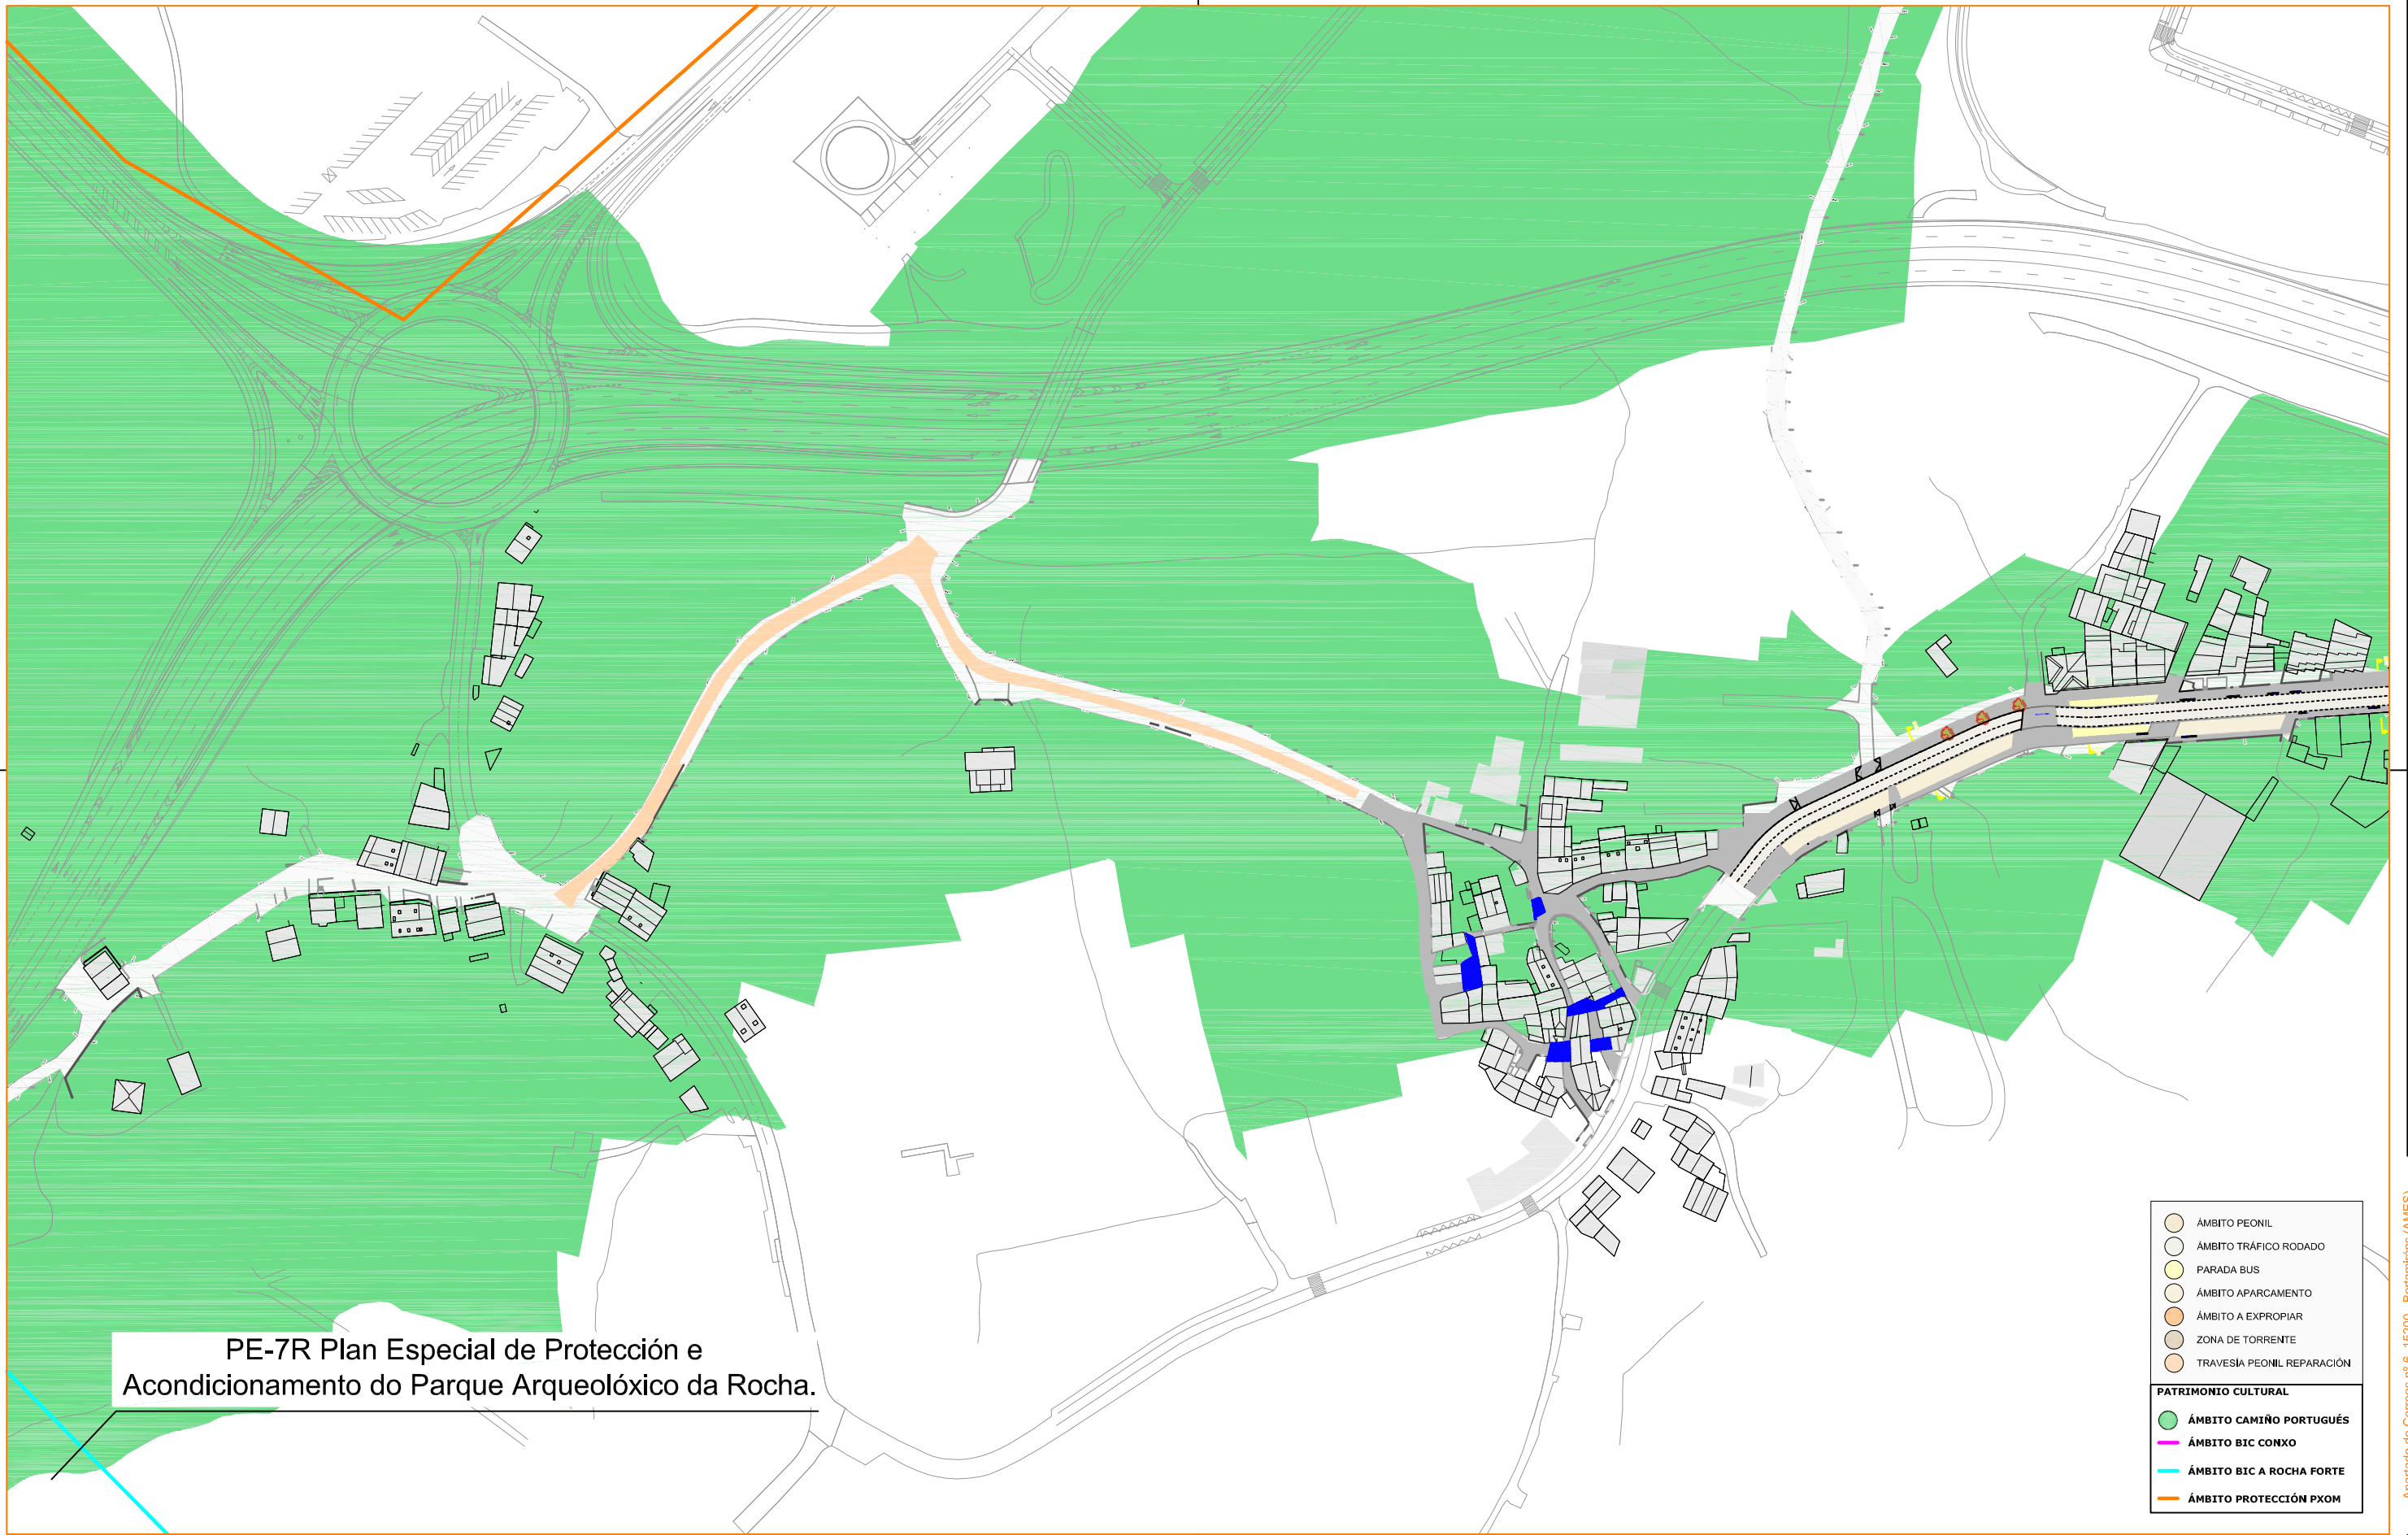 PE-7R Plan Especial de Protección e
Acondicionamento do Parque Arqueolóxico da Rocha.
ÁMBITO PEONIL
ÁMBITO TRÁFICO RODADO
PARADA BUS
ÁMBITO APARCAMENTO
ÁMBITO A EXPROPIAR
ZONA DE TORRENTE
TRAVESÍA PEONIL REPARACIÓN
PATRIMONIO CULTURAL
ÁMBITO CAMIÑO PORTUGUÉS
ÁMBITO BIC CONXO
ÁMBITO BIC A ROCHA FORTE
ÁMBITO PROTECCIÓN PXOM